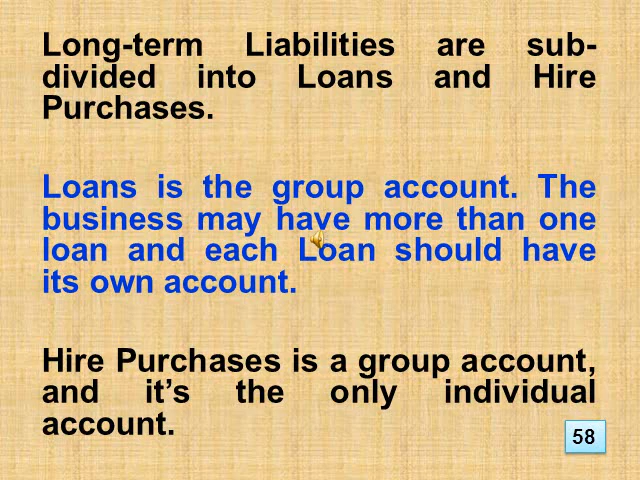 Long-term Liabilities are sub-
divided into Loans and Hire
Purchases.
Loans is the group account. The
business may have more than one
loan and each Loan should have
its own account.
Hire Purchases is a group account,
and it’s the only individual
account.
58